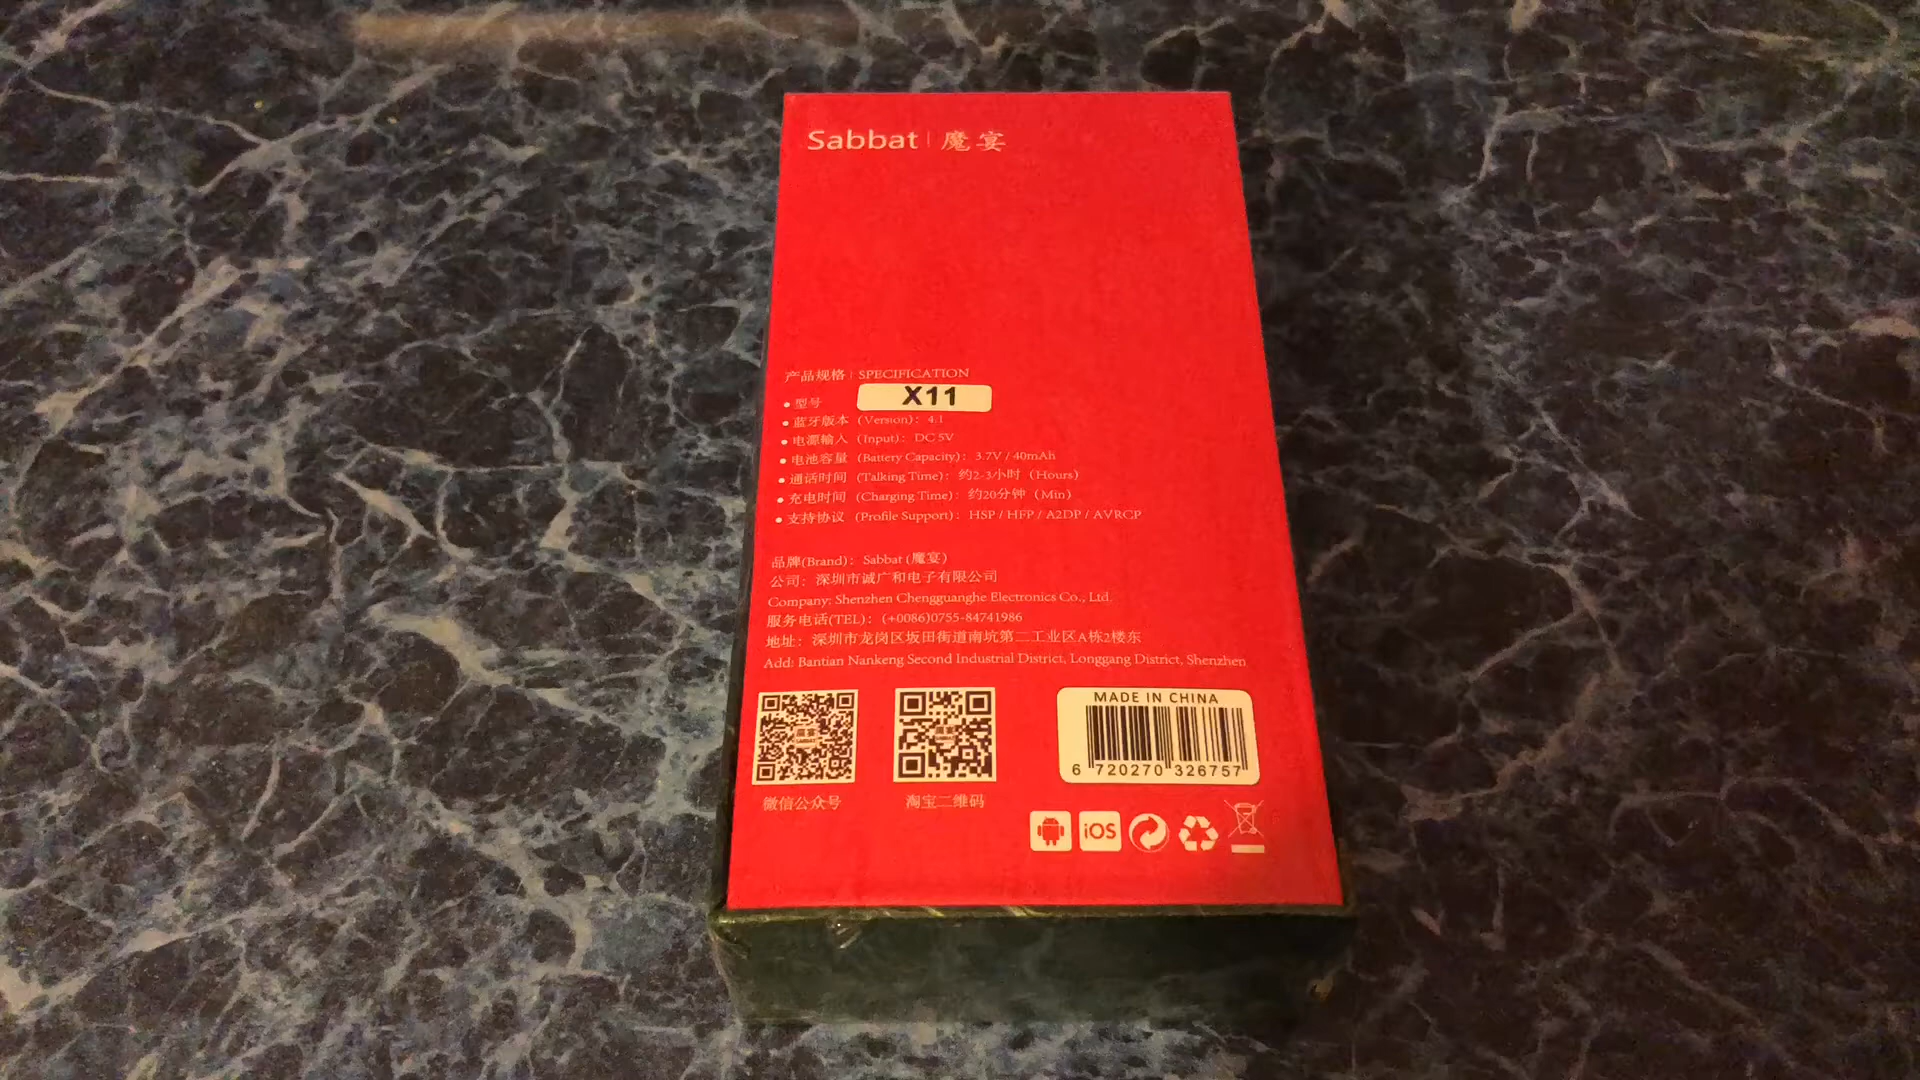 Sabbat | 魔宴
产品规格 | SPECIFICATION
• 型号 X11
• 蓝牙版本 (Version): 4.1
• 电源输入 (Input): DC 5V
• 电池容量 (Battery Capacity): 3.7V / 40mAh
• 通话时间 (Talking Time): 约2-3小时 (Hours)
• 充电时间 (Charging Time): 约20分钟 (Min)
• 支持协议 (Profile Support): HSP / HFP / A2DP / AVRCP
品牌(Brand): Sabbat (魔宴)
公司: 深圳市诚广和电子有限公司
Company: Shenzhen Chengguanghe Electronics Co., Ltd.
服务电话(TEL): (+0086)0755-84741986
地址: 深圳市龙岗区坂田街道南坑第二工业区A栋2楼东
Add: Bantian Nankeng Second Industrial District, Longgang District, Shenzhen
MADE IN CHINA
6 720270 326757
微信公众号 淘宝二维码
iOS